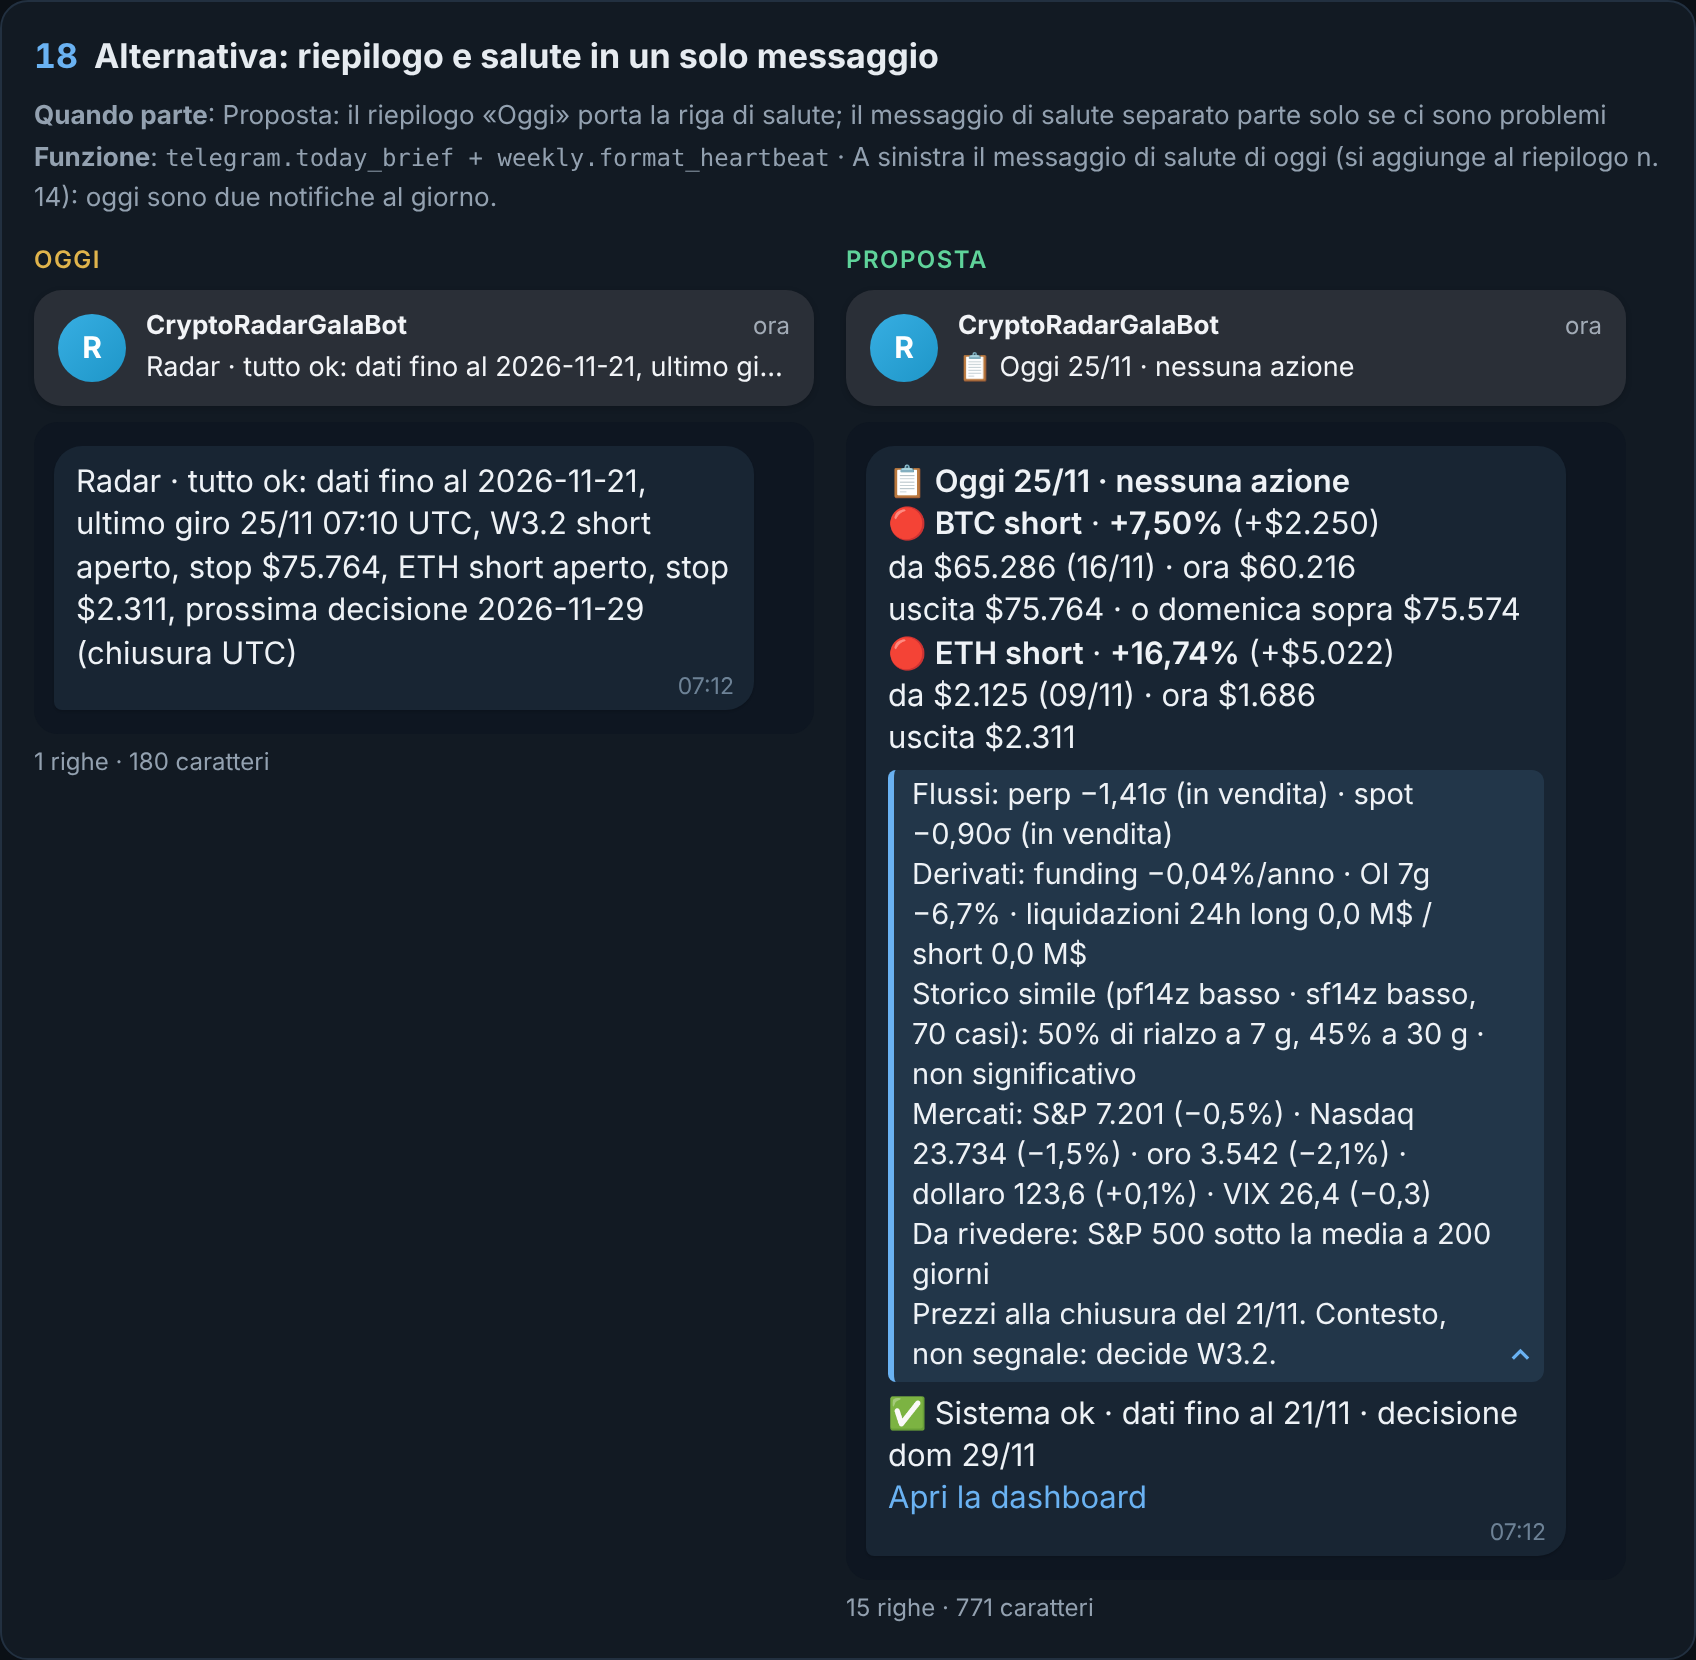 18 Alternativa: riepilogo e salute in un solo messaggio
Quando parte: Proposta: il riepilogo «Oggi» porta la riga di salute; il messaggio di salute separato parte solo se ci sono problemi
Funzione: telegram.today_brief + weekly.format_heartbeat · A sinistra il messaggio di salute di oggi (si aggiunge al riepilogo n.
14): oggi sono due notifiche al giorno.
OGGI
R
CryptoRadarGalaBot
ora
Radar · tutto ok: dati fino al 2026-11-21, ultimo gi...
Radar · tutto ok: dati fino al 2026-11-21,
ultimo giro 25/11 07:10 UTC, W3.2 short
aperto, stop $75.764, ETH short aperto, stop
$2.311, prossima decisione 2026-11-29
(chiusura UTC)
07:12
1 righe · 180 caratteri
PROPOSTA
R
CryptoRadarGalaBot
ora
📋 Oggi 25/11 · nessuna azione
📋 Oggi 25/11 · nessuna azione
🔴 BTC short · +7,50% (+$2.250)
da $65.286 (16/11) · ora $60.216
uscita $75.764 · o domenica sopra $75.574
🔴 ETH short · +16,74% (+$5.022)
da $2.125 (09/11) · ora $1.686
uscita $2.311
Flussi: perp −1,41σ (in vendita) · spot
−0,90σ (in vendita)
Derivati: funding −0,04%/anno · OI 7g
−6,7% · liquidazioni 24h long 0,0 M$ /
short 0,0 M$
Storico simile (pf14z basso · sf14z basso,
70 casi): 50% di rialzo a 7 g, 45% a 30 g ·
non significativo
Mercati: S&P 7.201 (−0,5%) · Nasdaq
23.734 (−1,5%) · oro 3.542 (−2,1%) ·
dollaro 123,6 (+0,1%) · VIX 26,4 (−0,3)
Da rivedere: S&P 500 sotto la media a 200
giorni
Prezzi alla chiusura del 21/11. Contesto,
non segnale: decide W3.2.
✅ Sistema ok · dati fino al 21/11 · decisione
dom 29/11
Apri la dashboard
07:12
15 righe · 771 caratteri